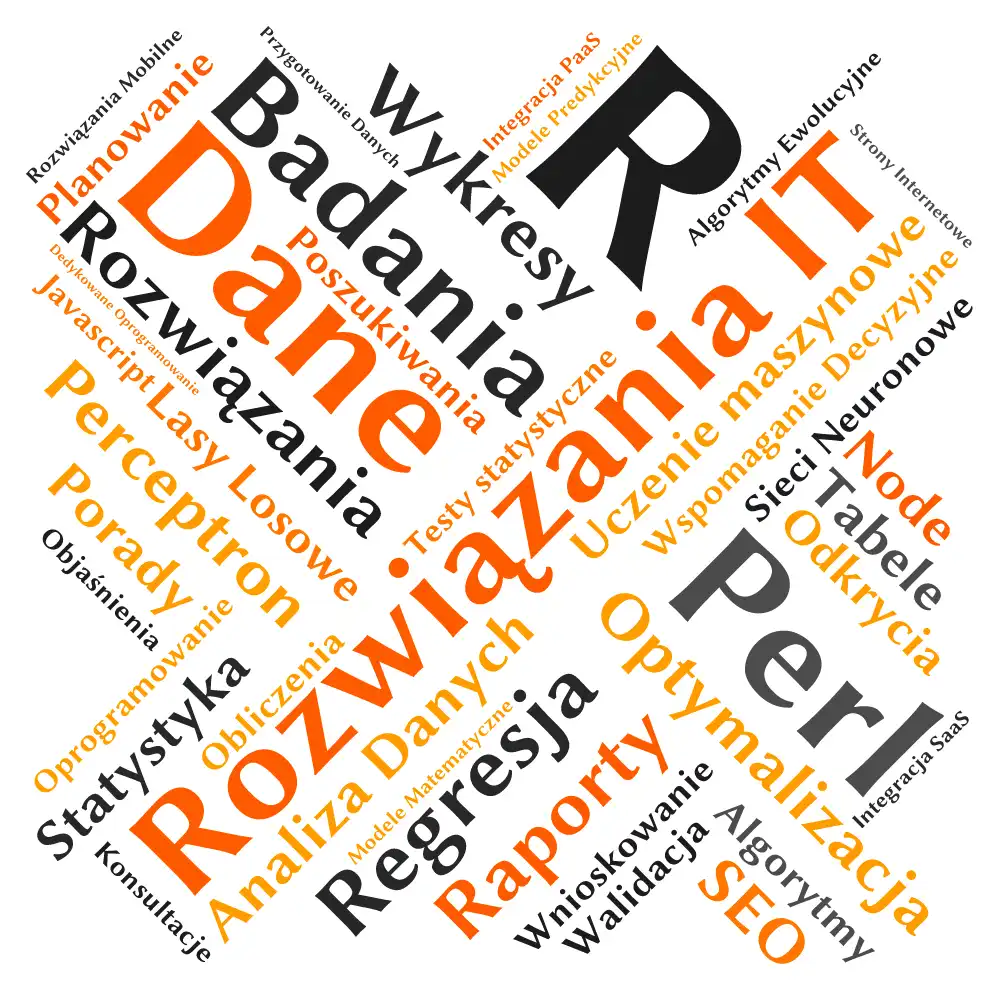 Rozwiązania Mobilne
Planowanie
Przygotowanie Danych
Badania
Wykresy
Integracja PaaS
Modele Predykcyjne
R
Algorytmy Ewolucyjne
Strony Internetowe
Dane
Rozwiązania
Poszukiwania
Dedykowane Oprogramowanie
Javascript
Lasy Losowe
Rozwiązania IT
Testy statystyczne
Uczenie maszynowe
Wspomaganie Decyzyjne
Sieci Neuronowe
Node
Tabele
Odkrycia
Perceptron
Porady
Objaśnienia
Perl
Oprogramowanie
Statystyka
Obliczenia
Analiza Danych
Modele Matematyczne
Regresja
Optymalizacja
Integracja SaaS
Raporty
Wnioskowanie
Walidacja
Algorytmy
SEO
Konsultacje